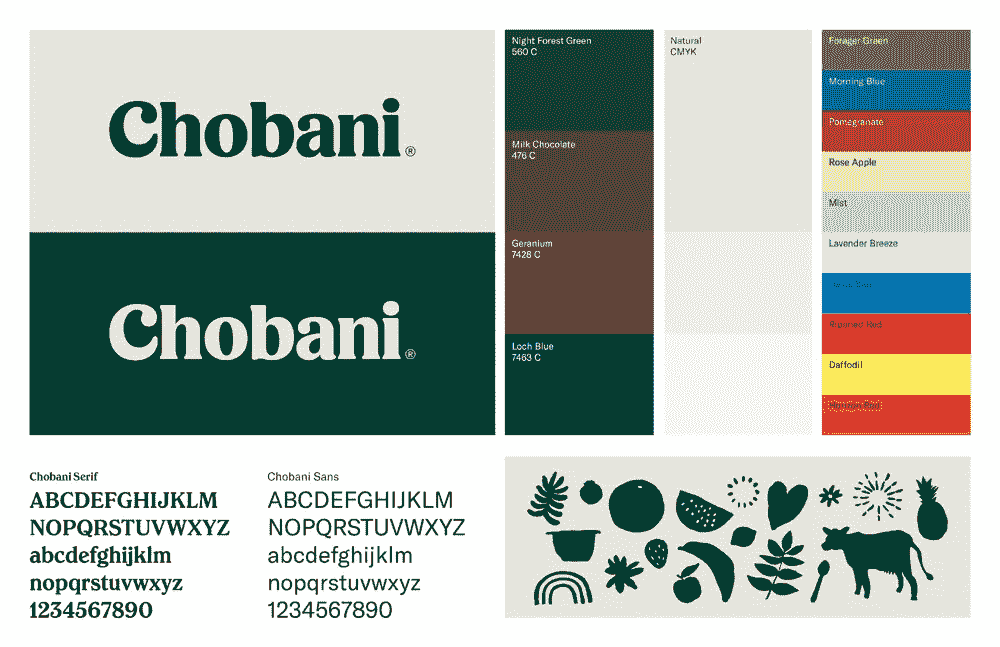 Chobani®
Chobani®
Night Forest Green
560 C
Milk Chocolate
476 C
Geranium
7428 C
Loch Blue
7463 C
Natural
CMYK
Forager Green
Morning Blue
Pomegranate
Rose Apple
Mist
Lavender Breeze
Daffodil
Chobani Serif
ABCDEFGHIJKLM
NOPQRSTUVWXYZ
abcdefghijklm
nopqrstuvwxyz
1234567890
Chobani Sans
ABCDEFGHIJKLM
NOPQRSTUVWXYZ
abcdefghijklm
nopqrstuvwxyz
1234567890